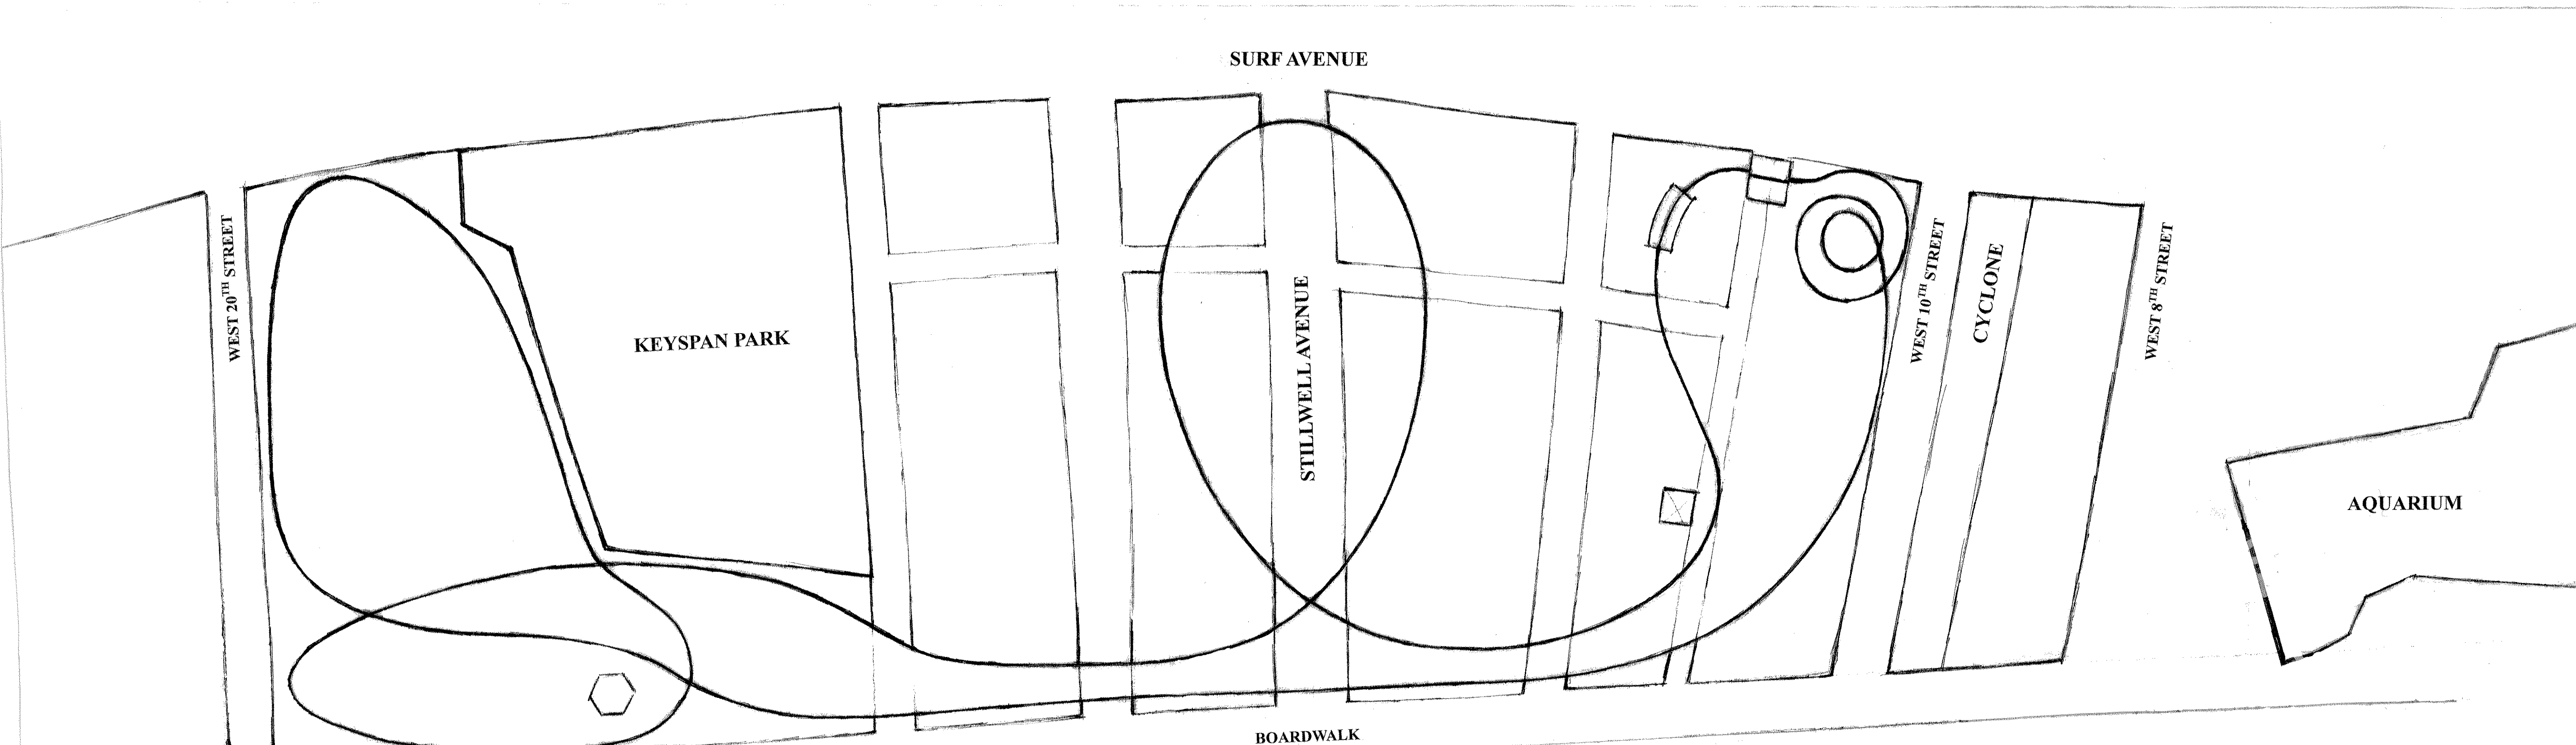 SURF AVENUE
WEST 20TH STREET
KEYSPAN PARK
STILLWELL AVENUE
WEST 10TH STREET
CYCLONE
WEST 8TH STREET
AQUARIUM
BOARDWALK